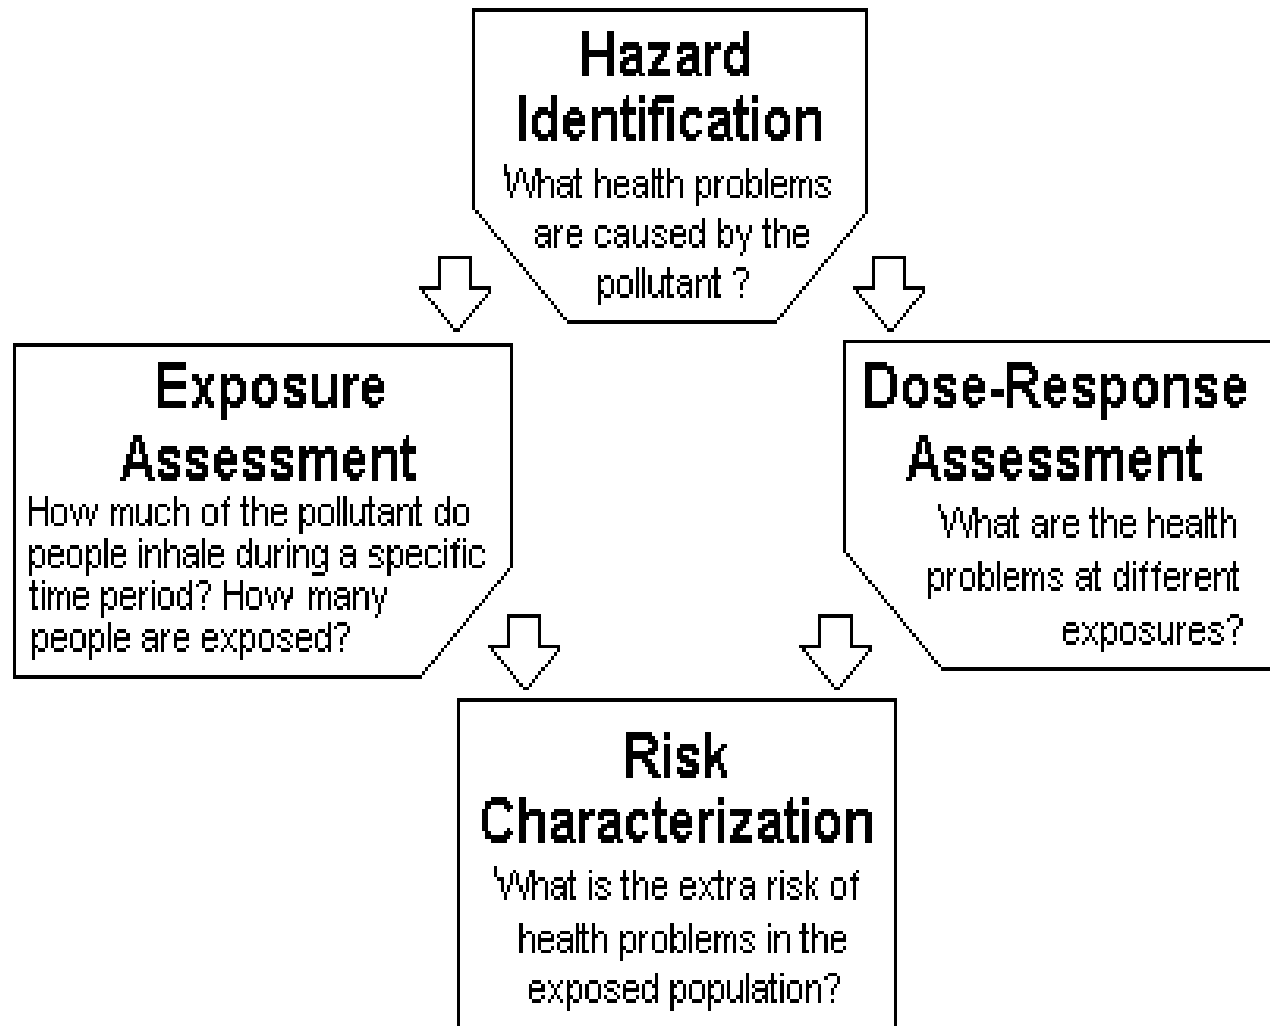 Hazard
Identification
What health problems
are caused by the
pollutant ?
Exposure
Assessment
How much of the pollutant do
people inhale during a specific
time period? How many
people are exposed?
Dose-Response
Assessment
What are the health
problems at different
exposures?
Risk
Characterization
What is the extra risk of
health problems in the
exposed population?